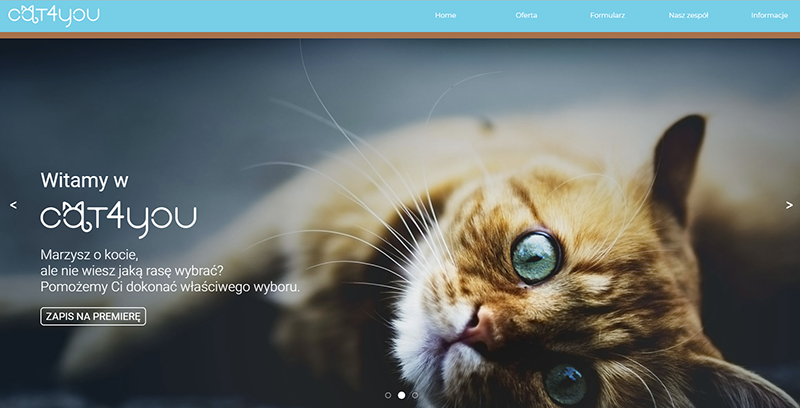 cat4you
Home
Oferta
Formularz
Nasz zespół
Informacje
Witamy w
cat4you
Marzysz o kocie,
ale nie wiesz jaką rasę wybrać?
Pomożemy Ci dokonać właściwego wyboru.
ZAPIS NA PREMIERĘ
<
>